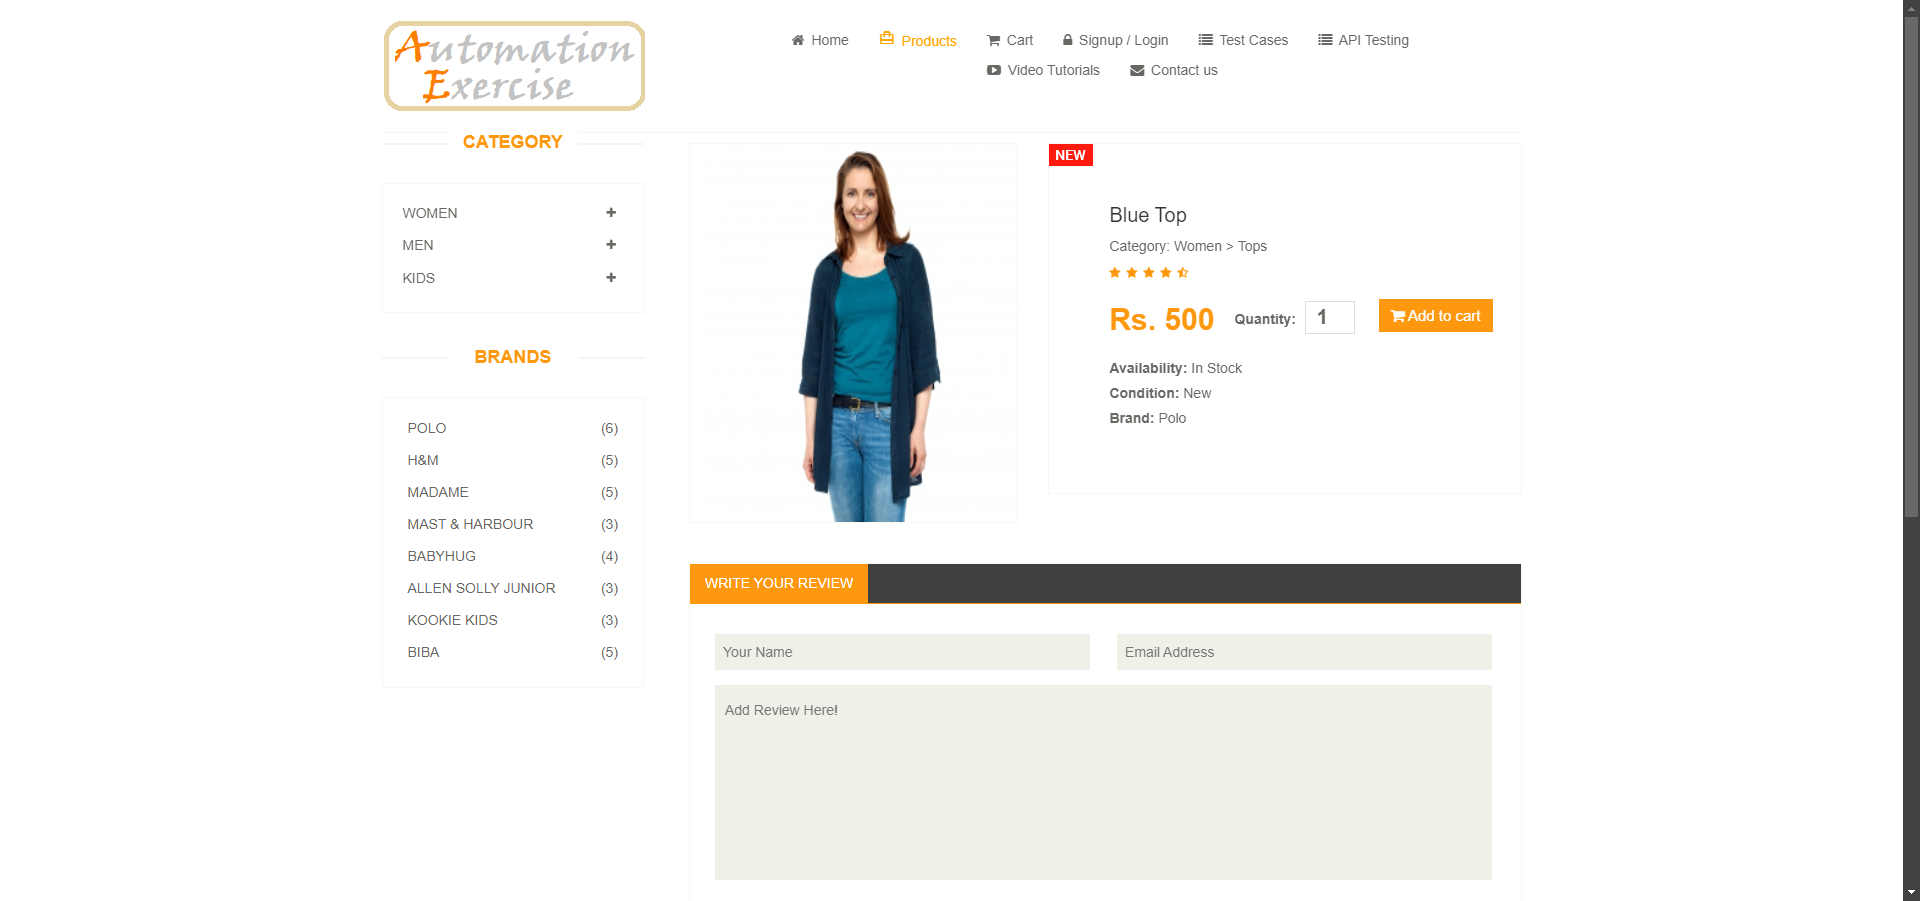 Automation
Exercise
Home
Products
Cart
Signup / Login
Test Cases
API Testing
Video Tutorials
Contact us
CATEGORY
WOMEN
MEN
KIDS
BRANDS
POLO (6)
H&M (5)
MADAME (5)
MAST & HARBOUR (3)
BABYHUG (4)
ALLEN SOLLY JUNIOR (3)
KOOKIE KIDS (3)
BIBA (5)
NEW
Blue Top
Category: Women > Tops
Rs. 500 Quantity: 1 Add to cart
Availability: In Stock
Condition: New
Brand: Polo
WRITE YOUR REVIEW
Your Name
Email Address
Add Review Here!